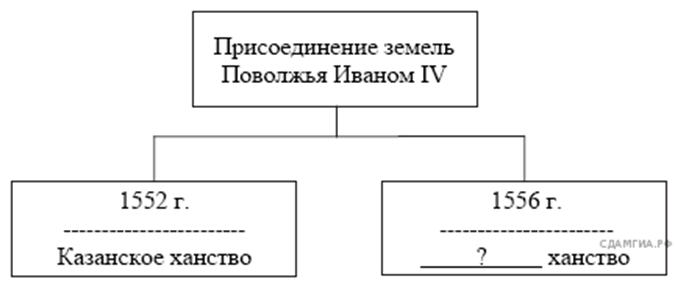 Присоединение земель
Поволжья Иваном IV
1552 г.
------------------------
Казанское ханство
1556 г.
-----------------------
СДАМГИА.РФ
______?______ ханство